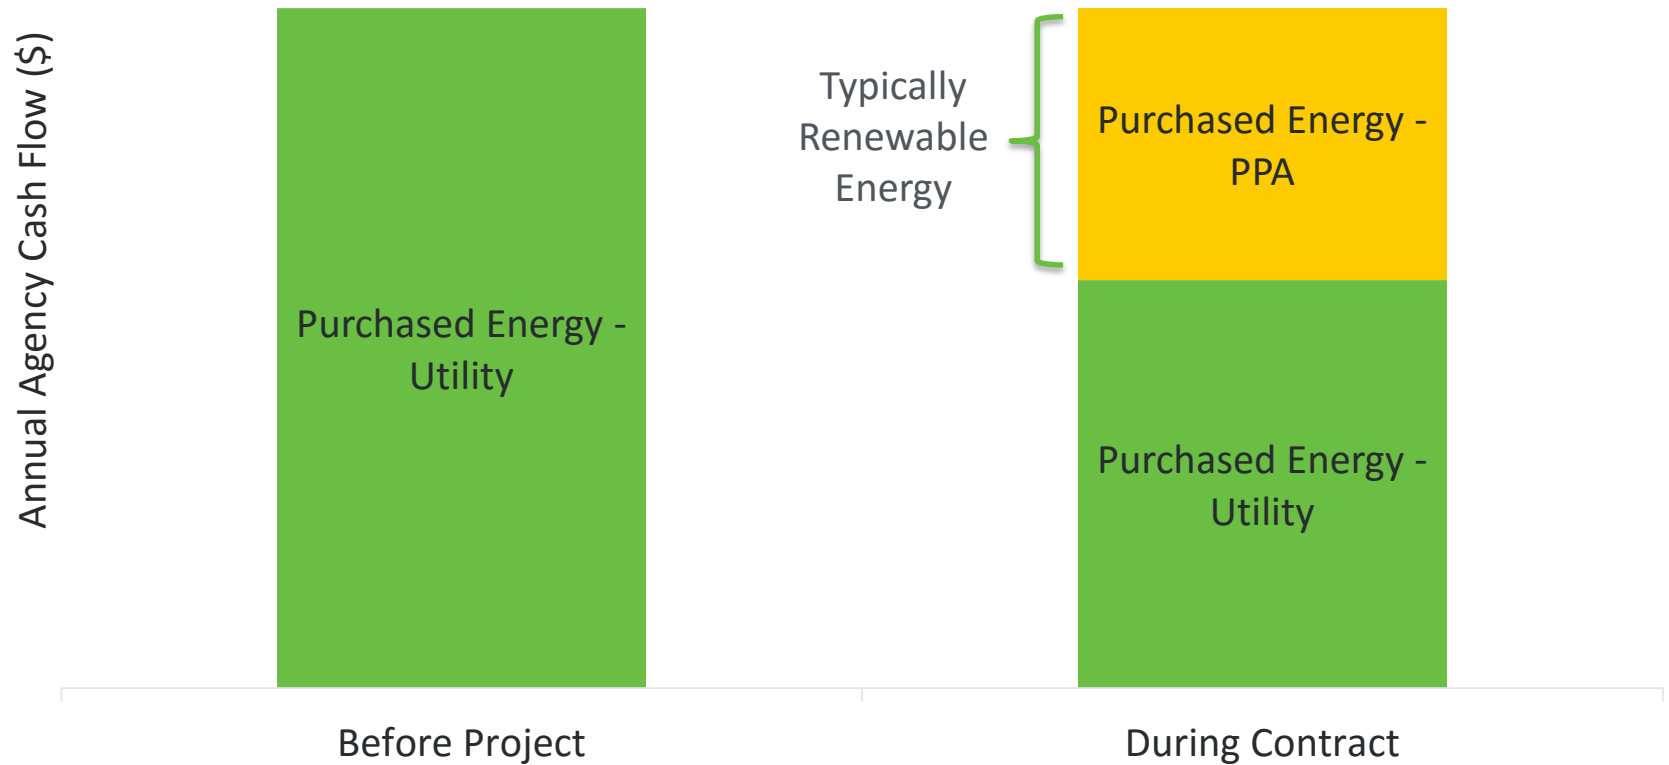 Annual Agency Cash Flow ($)
Purchased Energy -
Utility
Typically
Renewable
Energy
Purchased Energy -
PPA
Purchased Energy -
Utility
Before Project
During Contract